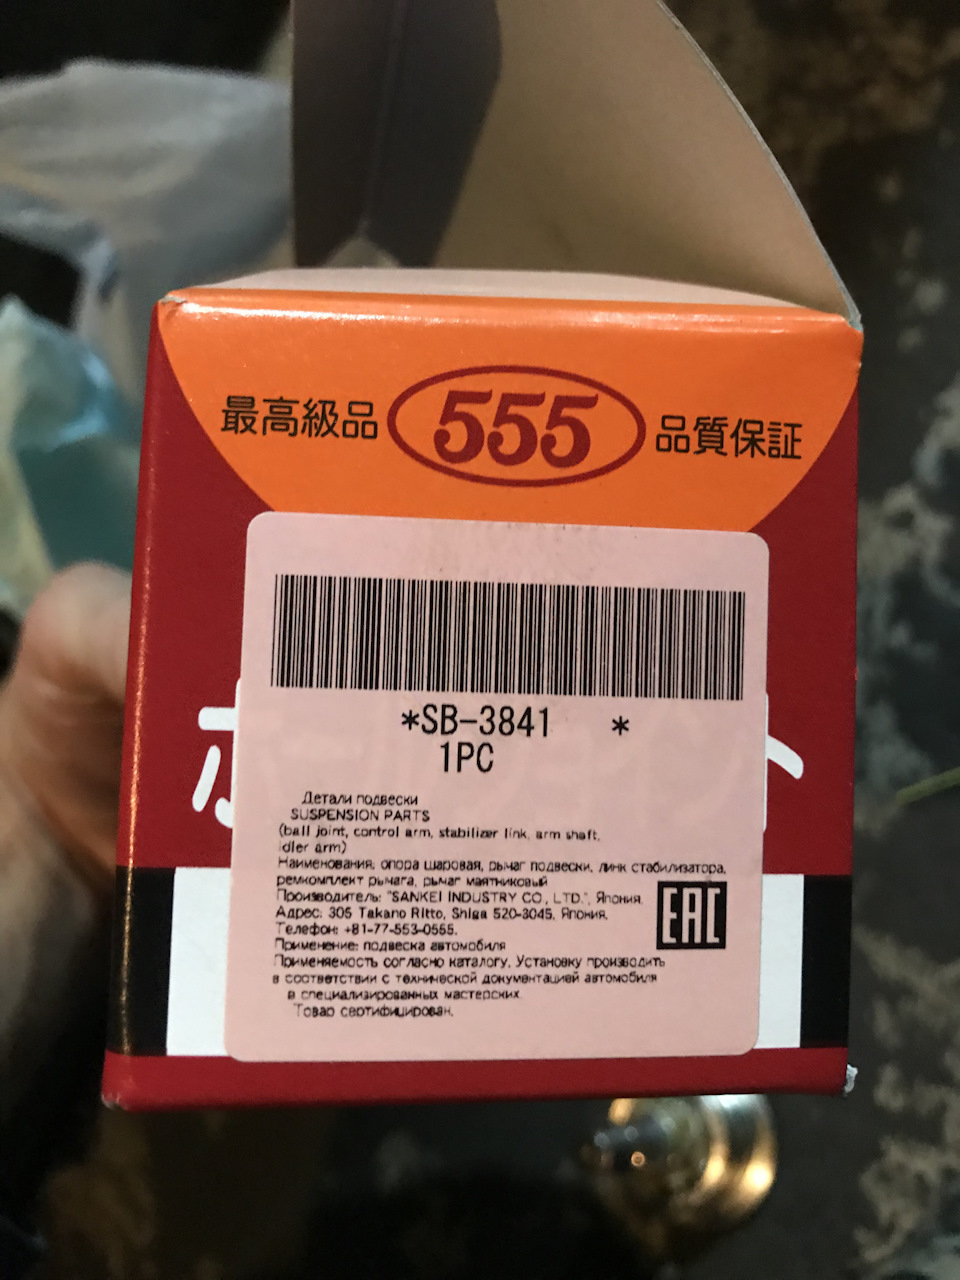 最高級品 555 品質保証
*SB-3841 *
1PC
Детали подвески
SUSPENSION PARTS
(ball joint, control arm, stabilizer link, arm shaft,
idler arm)
Наименования: опора шаровая, рычаг подвески, линк стабилизатора,
ремкомплект рычага, рычаг маятниковый
Производитель: "SANKEI INDUSTRY CO., LTD.", Япония.
Адрес: 305 Takano Ritto, Shiga 520-3045, Япония.
Телефон: +81-77-553-0555.
EAC
Применение: подвеска автомобиля
Применяемость согласно каталогу. Установку производить
в соответствии с технической документацией автомобиля
в специализированных мастерских.
Товар сертифицирован.